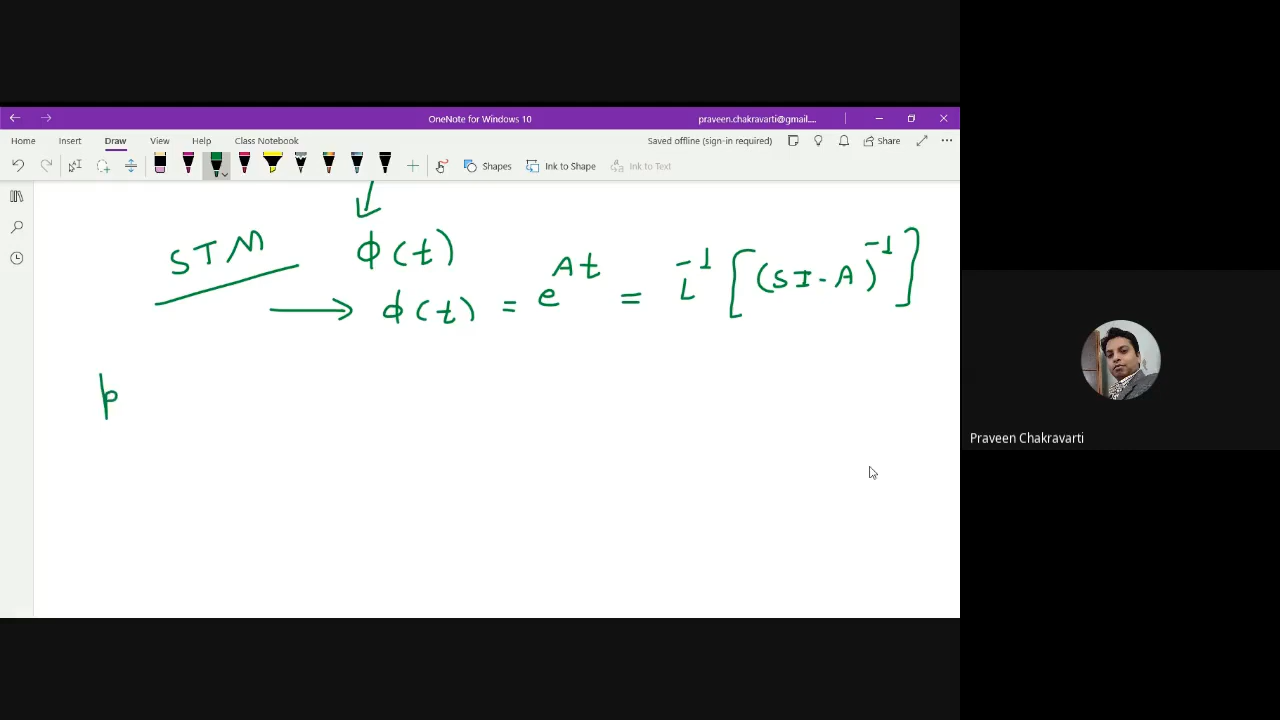 OneNote for Windows 10
praveen.chakravarti@gmail....
Home Insert Draw View Help Class Notebook
Saved offline (sign-in required)
Share
Shapes
Ink to Shape
Ink to Text
STM
ϕ(t)
→ ϕ(t) = e^{At} = L^{-1} [(SI-A)^{-1}]
p
Praveen Chakravarti